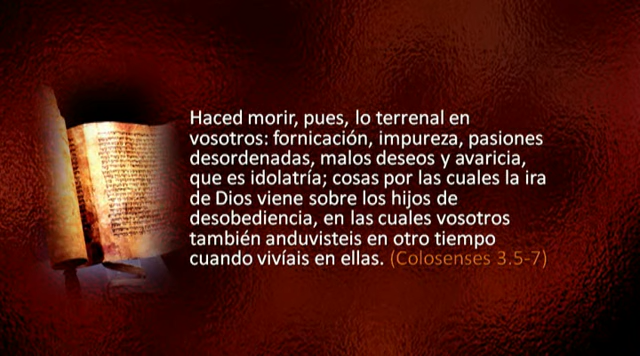 Haced morir, pues, lo terrenal en
vosotros: fornicación, impureza, pasiones
desordenadas, malos deseos y avaricia,
que es idolatría; cosas por las cuales la ira
de Dios viene sobre los hijos de
desobediencia, en las cuales vosotros
también anduvisteis en otro tiempo
cuando vivíais en ellas. (Colosenses 3.5-7)